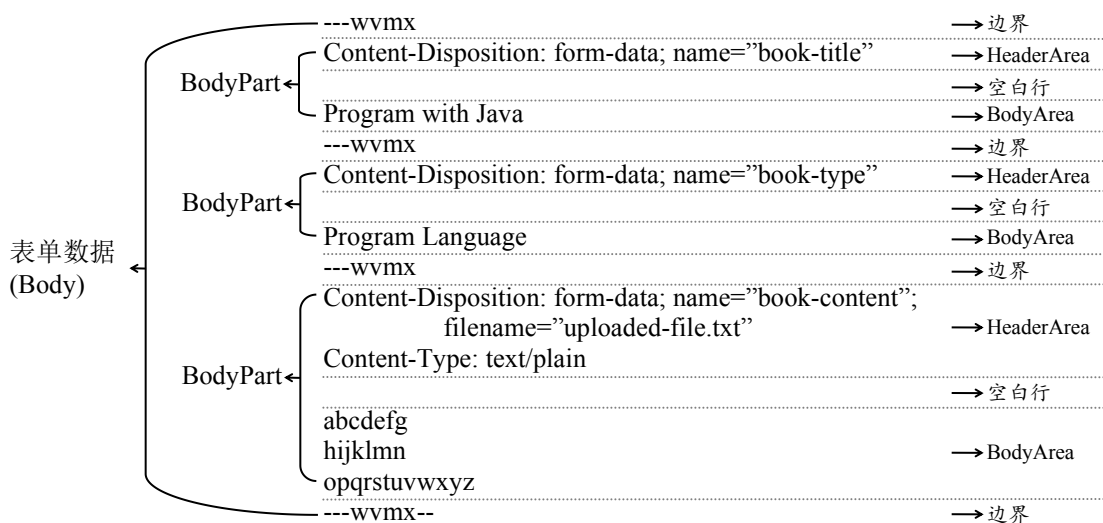 ---wvmx →边界
Content-Disposition: form-data; name=”book-title” →HeaderArea
BodyPart
→空白行
Program with Java →BodyArea
---wvmx →边界
Content-Disposition: form-data; name=”book-type” →HeaderArea
BodyPart
→空白行
Program Language →BodyArea
表单数据
(Body)
---wvmx →边界
Content-Disposition: form-data; name=”book-content”;
filename=”uploaded-file.txt” →HeaderArea
Content-Type: text/plain
BodyPart
→空白行
abcdefg
hijklmn →BodyArea
opqrstuvwxyz
---wvmx-- →边界